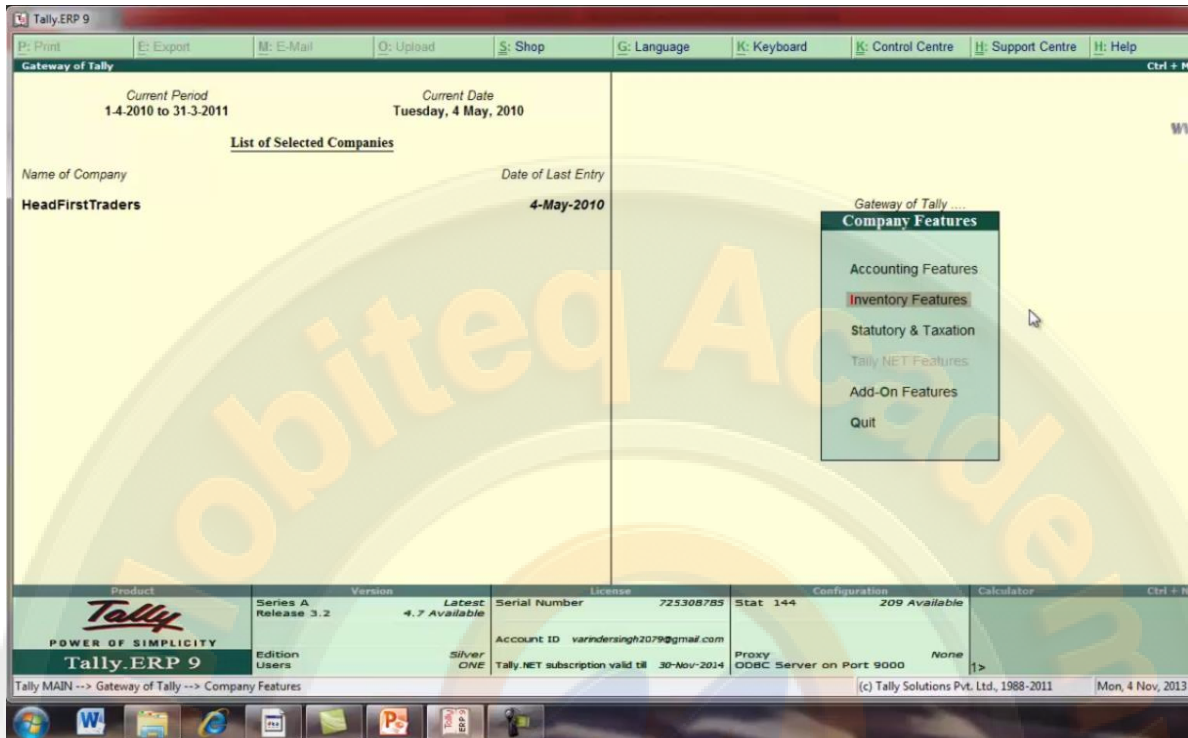 Tally.ERP 9
P: Print E: Export M: E-Mail O: Upload S: Shop G: Language K: Keyboard K: Control Centre H: Support Centre H: Help
Gateway of Tally Ctrl + M
Current Period Current Date
1-4-2010 to 31-3-2011 Tuesday, 4 May, 2010
List of Selected Companies
Name of Company Date of Last Entry
HeadFirstTraders 4-May-2010
Gateway of Tally ....
Company Features
Accounting Features
Inventory Features
Statutory & Taxation
Tally NET Features
Add-On Features
Quit
obiteq Academ
Product Version License Configuration Calculator Ctrl + N
Tally
POWER OF SIMPLICITY
Tally.ERP 9
Series A Latest
Release 3.2 4.7 Available
Edition Silver
Users ONE
Serial Number 725308785
Account ID varindersingh2079@gmail.com
Tally.NET subscription valid till 30-Nov-2014
Stat 144 209 Available
Proxy None
ODBC Server on Port 9000
1>
Tally MAIN --> Gateway of Tally --> Company Features (c) Tally Solutions Pvt. Ltd., 1988-2011 Mon, 4 Nov, 2013